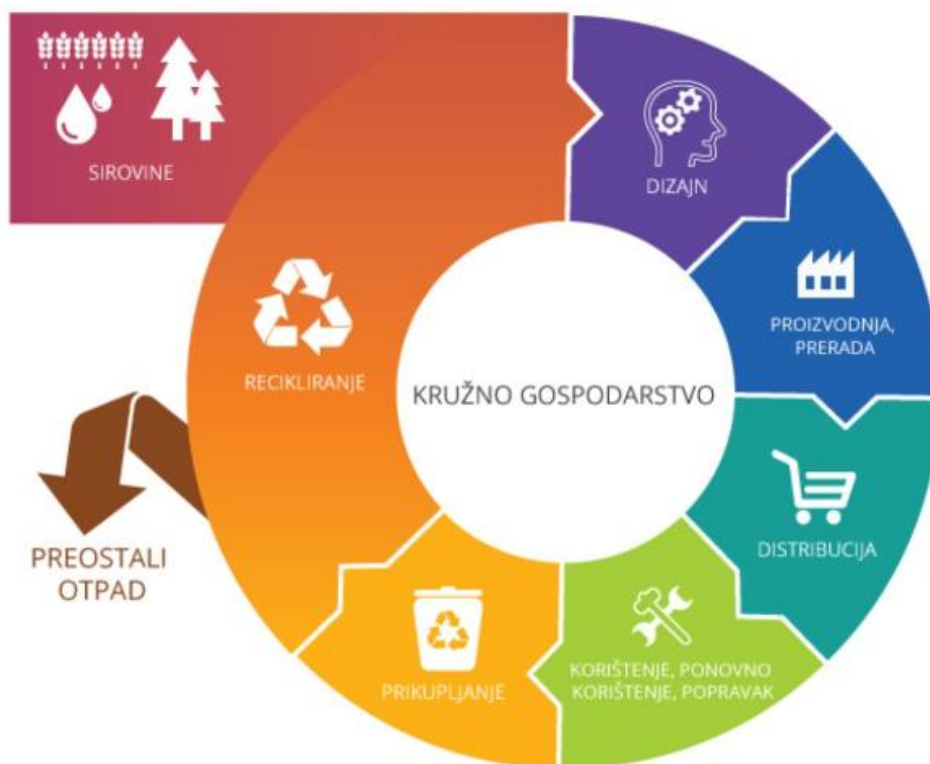 SIROVINE
DIZAJN
PROIZVODNJA,
PRERADA
DISTRIBUCIJA
KORIŠTENJE, PONOVNO
KORIŠTENJE, POPRAVAK
PRIKUPLJANJE
RECIKLIRANJE
KRUŽNO GOSPODARSTVO
PREOSTALI
OTPAD